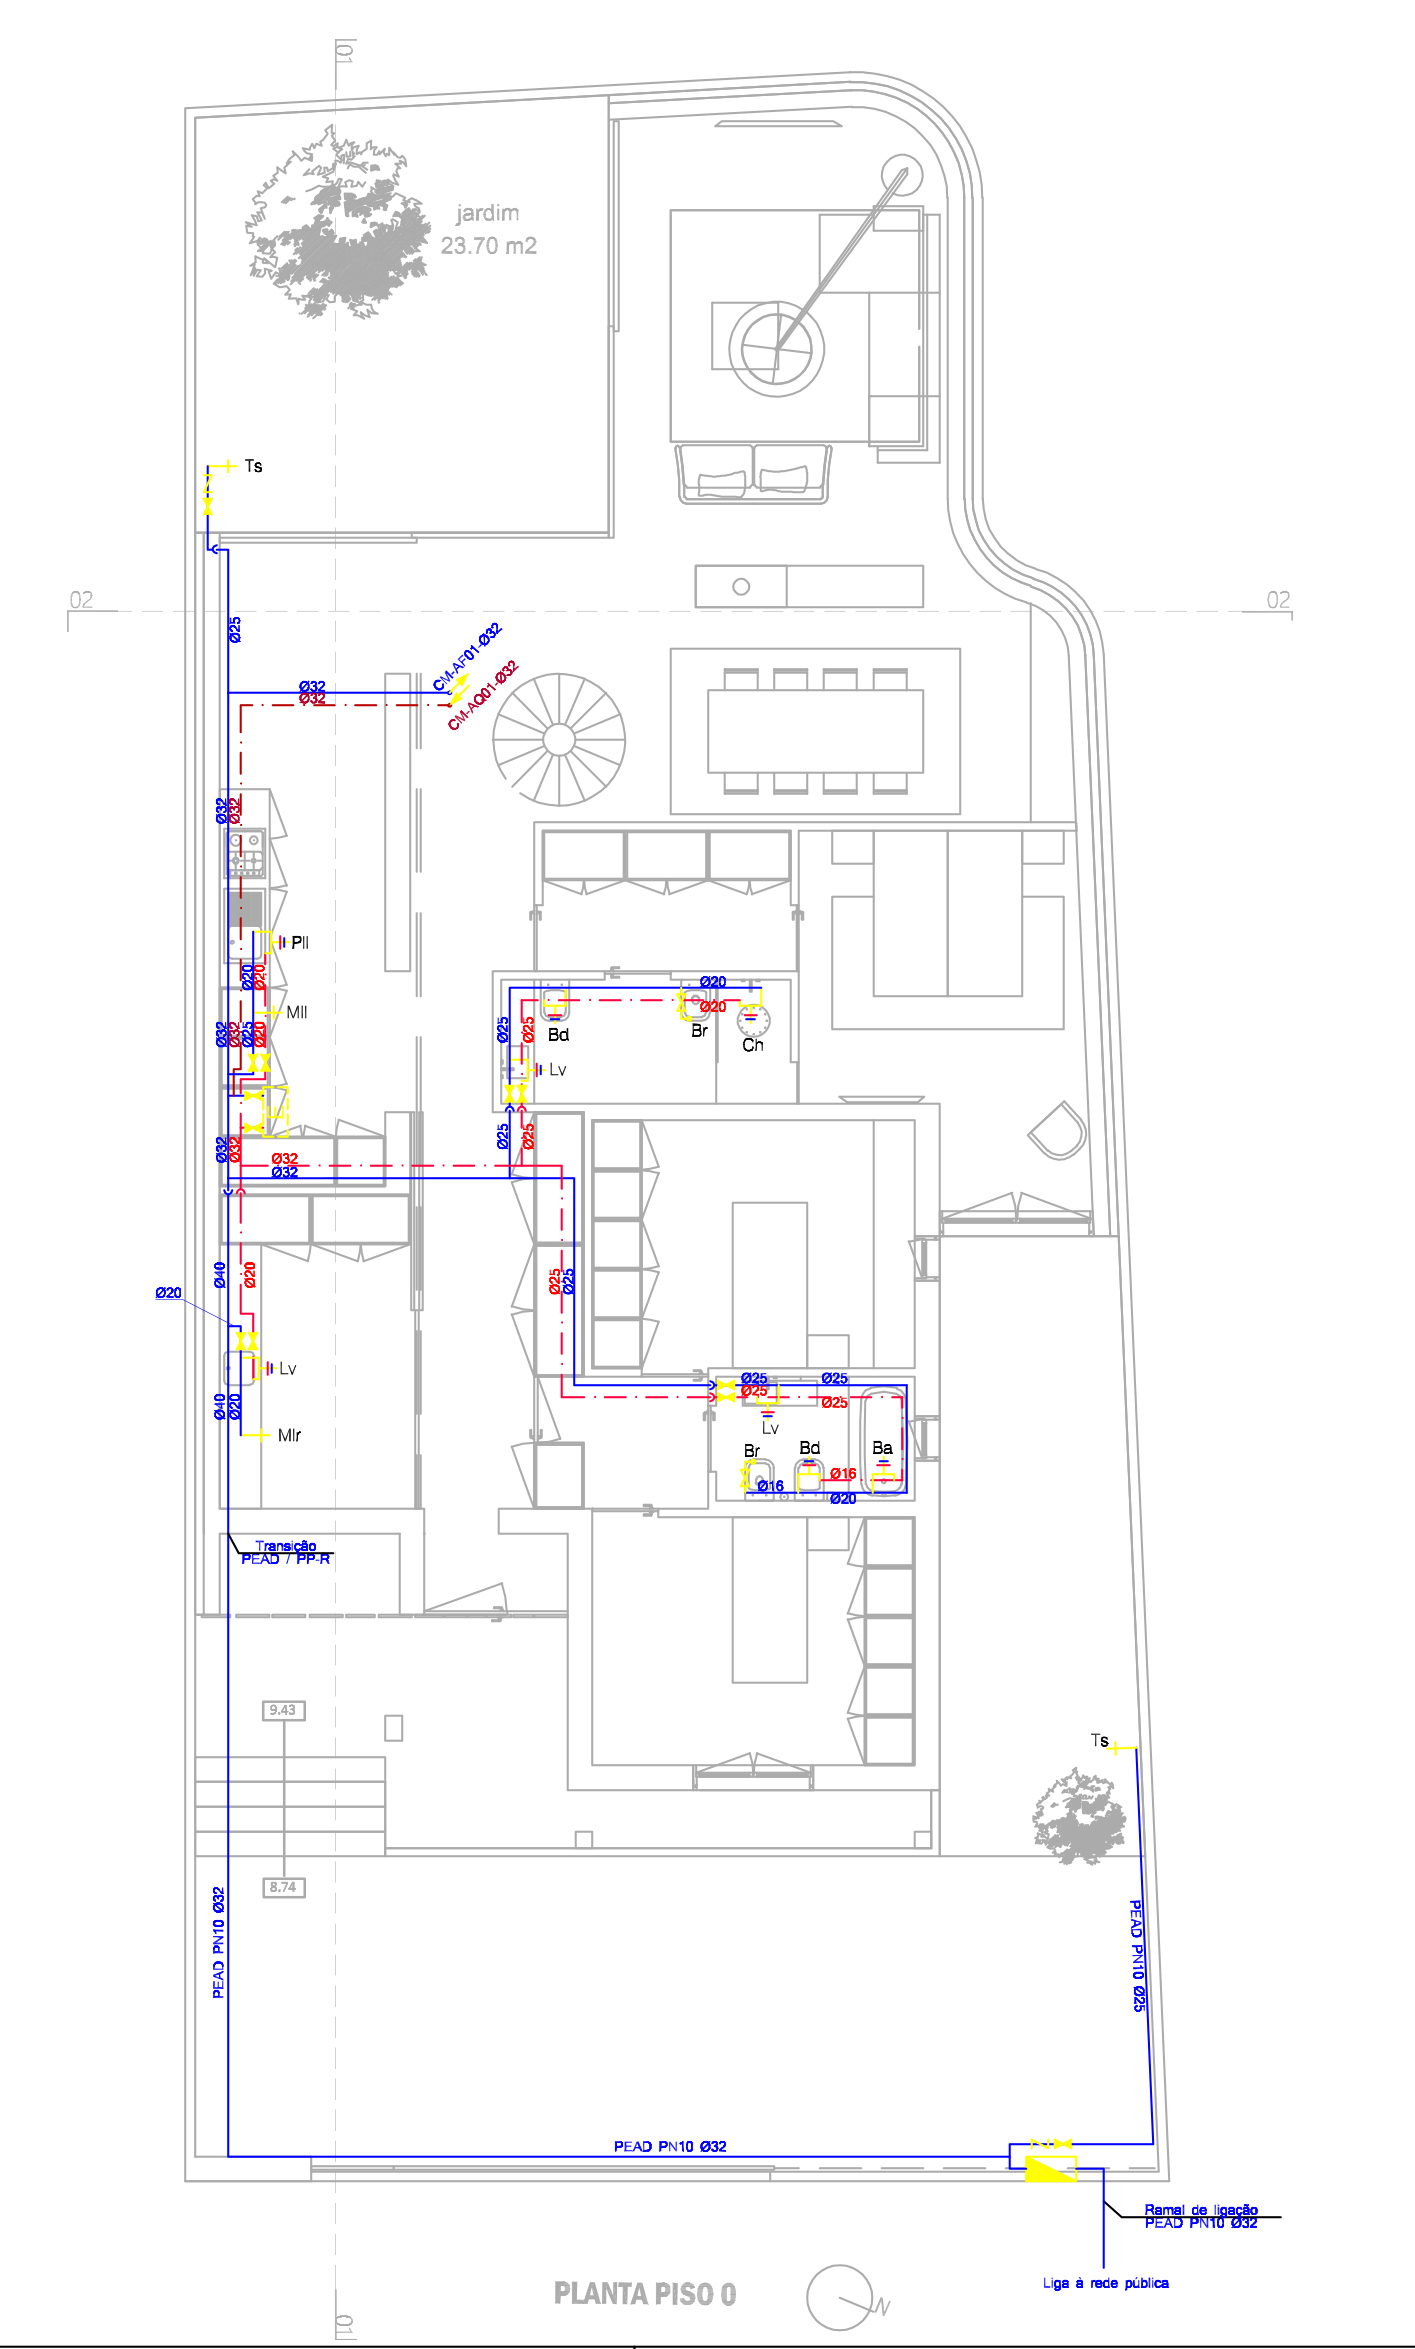 01
jardim
23.70 m2
Ts
02
02
Ø25
CM-AF01-Ø32
Ø32
Ø32
CM-AQ01-Ø32
Ø32
Ø32
Pll
Ø20
Ø20
Mll
Ø32
Ø32
Ø25
Ø20
Ø20
Ø20
Bd
Br
Ch
Ø25
Ø25
Lv
Ø25
Ø25
Ø32
Ø32
Ø32
Ø32
Ø40
Ø20
Ø25
Ø25
Ø20
Lv
Ø40
Ø20
Mlr
Ø25
Ø25
Ø25
Ø25
Lv
Br
Bd
Ba
Ø16
Ø16
Ø20
Transição
PEAD / PP-R
9.43
Ts
8.74
PEAD PN10 Ø32
PEAD PN10 Ø25
PEAD PN10 Ø32
Ramal de ligação
PEAD PN10 Ø32
Liga à rede pública
PLANTA PISO 0
N
01